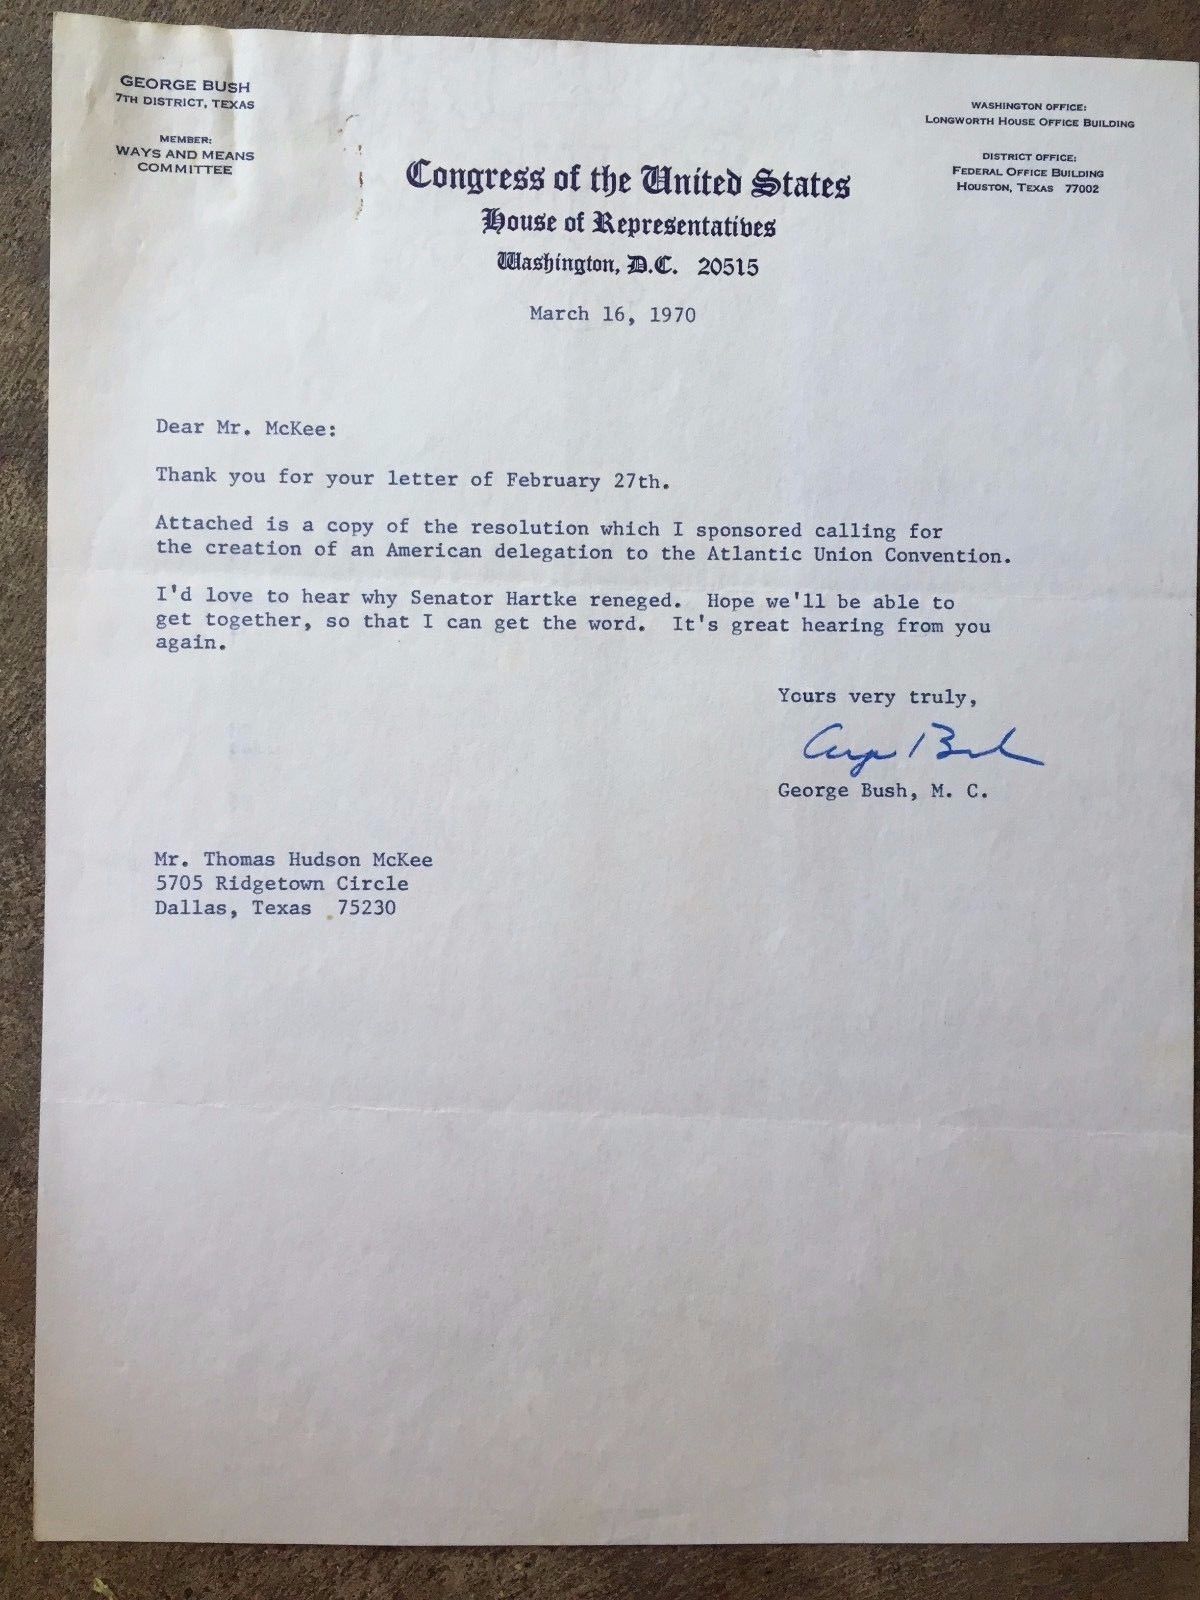 GEORGE BUSH
7TH DISTRICT, TEXAS
MEMBER:
WAYS AND MEANS
COMMITTEE
WASHINGTON OFFICE:
LONGWORTH HOUSE OFFICE BUILDING
DISTRICT OFFICE:
FEDERAL OFFICE BUILDING
HOUSTON, TEXAS 77002
Congress of the United States
House of Representatives
Washington, D.C. 20515
March 16, 1970
Dear Mr. McKee:
Thank you for your letter of February 27th.
Attached is a copy of the resolution which I sponsored calling for
the creation of an American delegation to the Atlantic Union Convention.
I'd love to hear why Senator Hartke reneged. Hope we'll be able to
get together, so that I can get the word. It's great hearing from you
again.
Yours very truly,
George Bush
George Bush, M. C.
Mr. Thomas Hudson McKee
5705 Ridgetown Circle
Dallas, Texas 75230